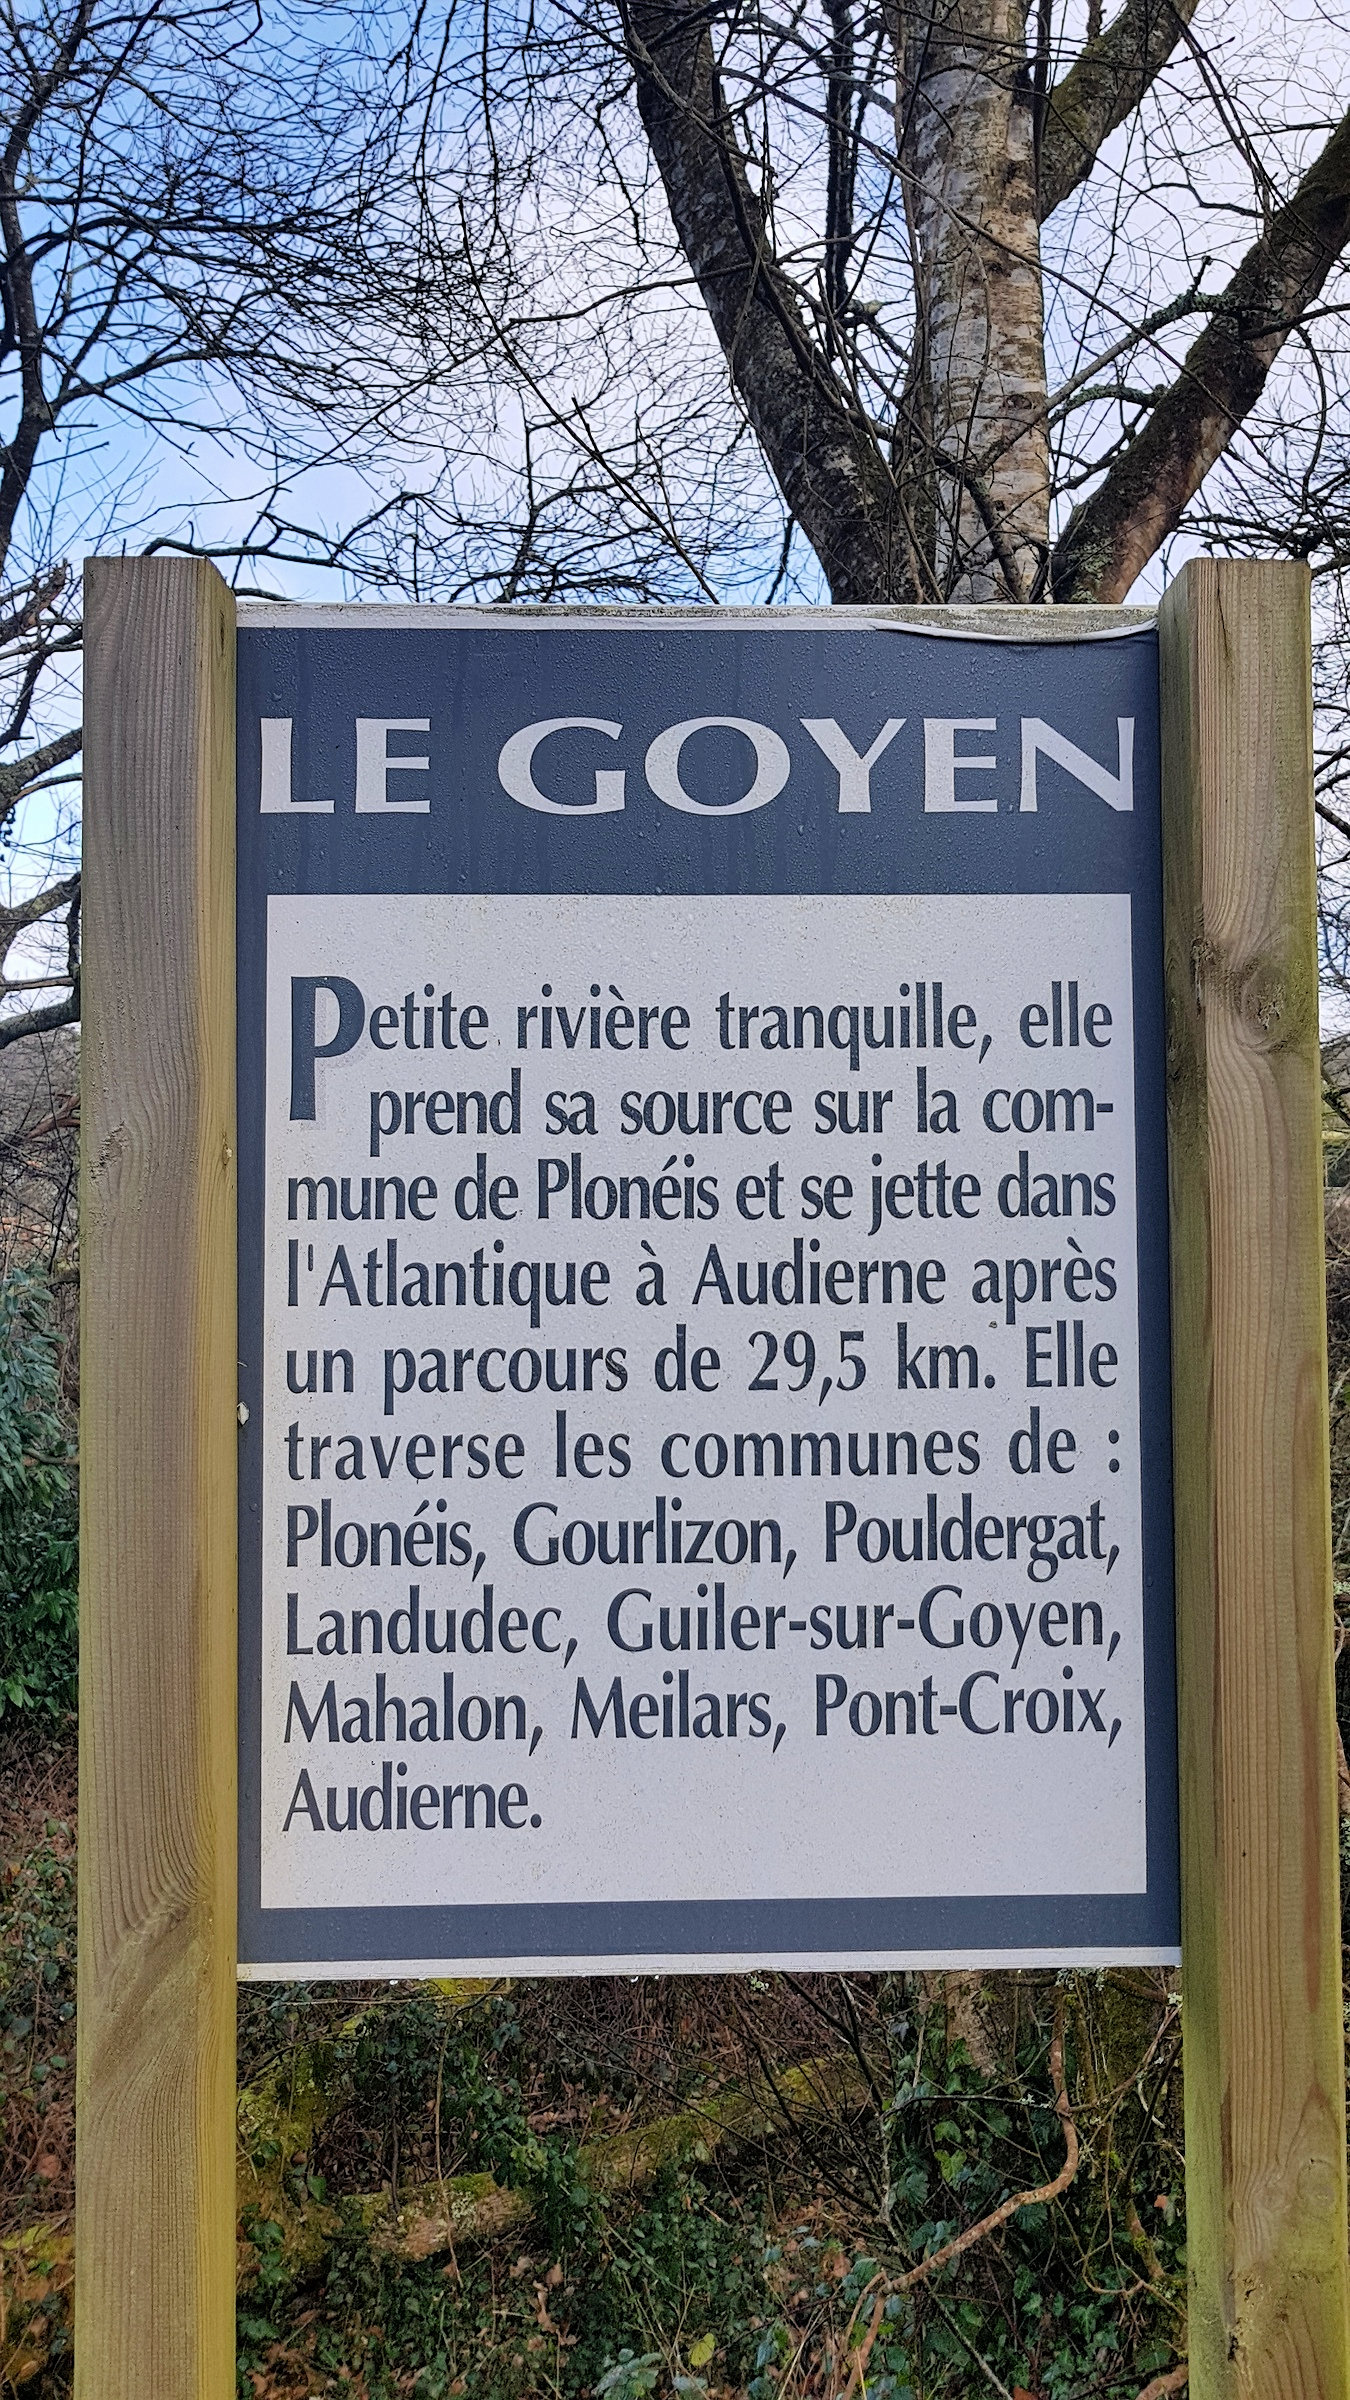 LE GOYEN
Petite rivière tranquille, elle
prend sa source sur la com-
mune de Plonéis et se jette dans
l'Atlantique à Audierne après
un parcours de 29,5 km. Elle
traverse les communes de :
Plonéis, Gourlizon, Pouldergat,
Landudec, Guiler-sur-Goyen,
Mahalon, Meilars, Pont-Croix,
Audierne.